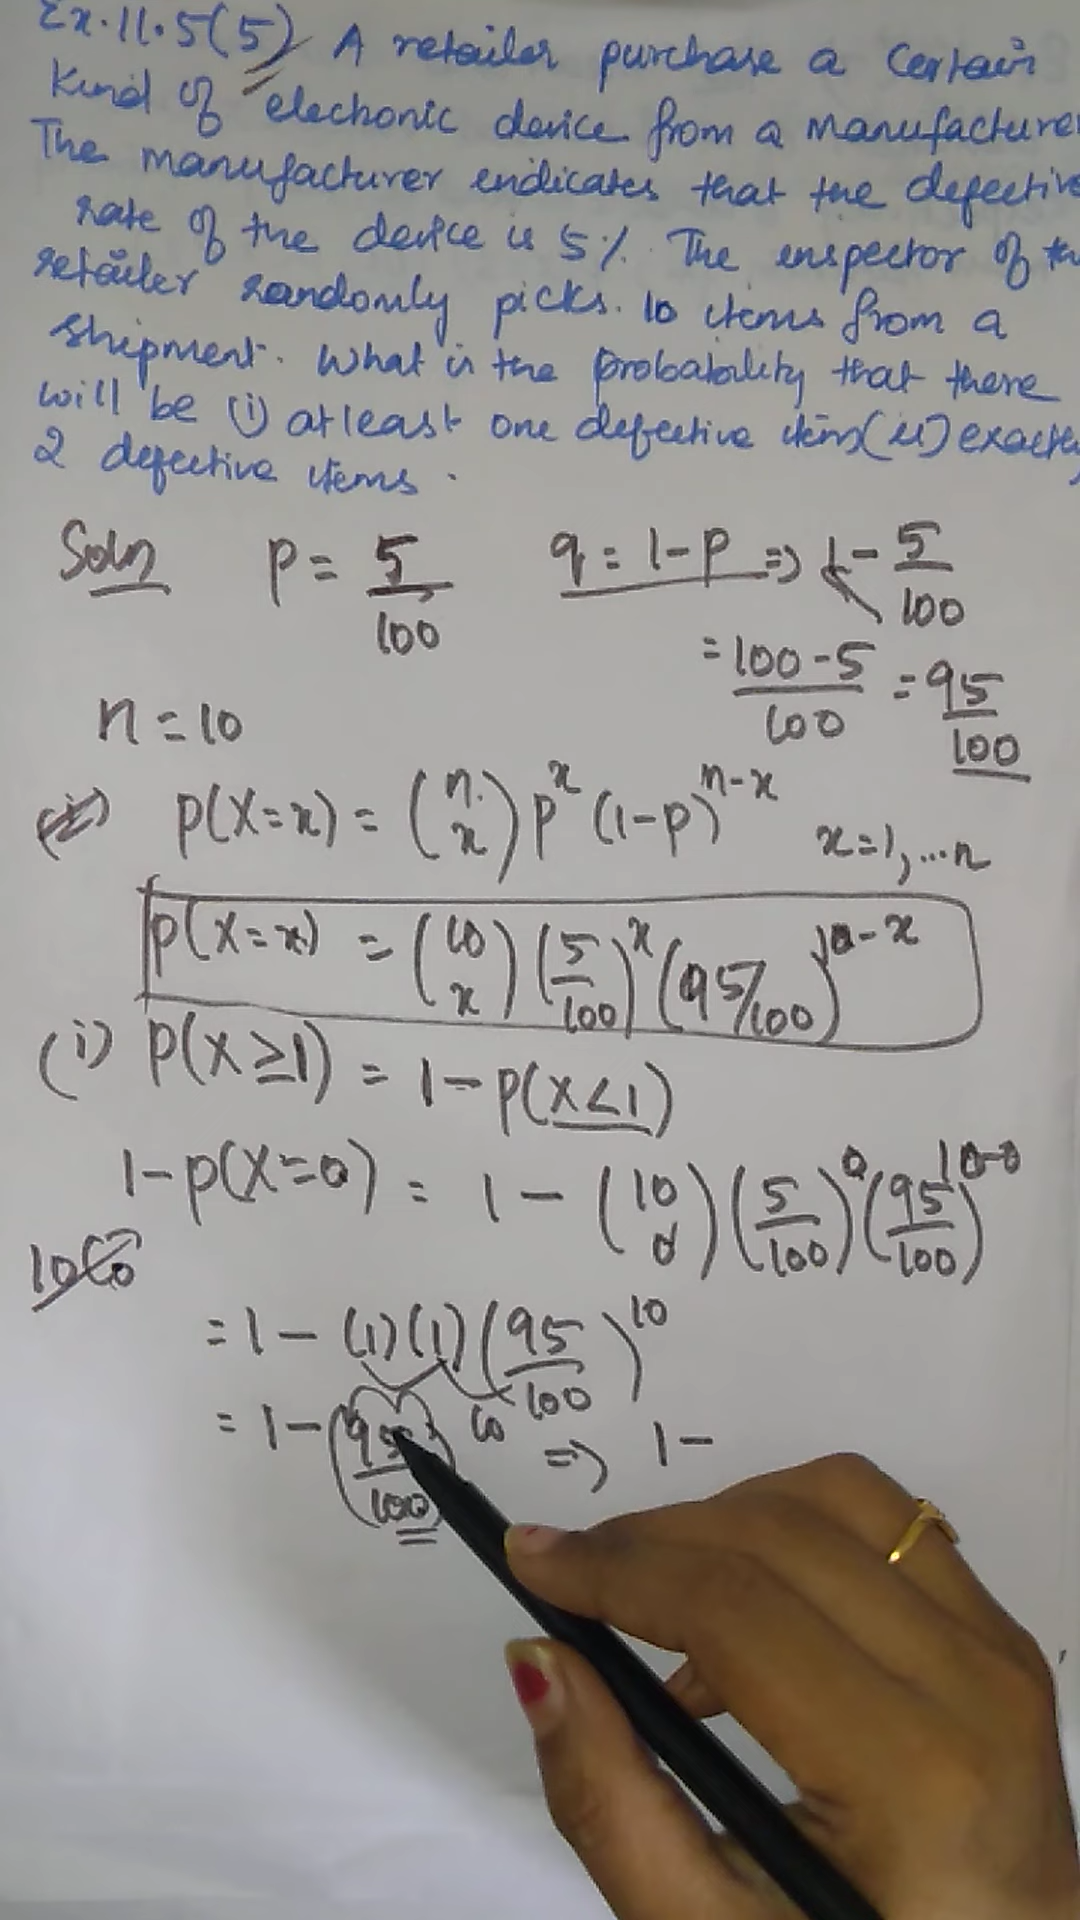 Ex.11.5(5) A retailer purchase a certain
kind of electronic device from a manufacturer
The manufacturer indicates that the defective
rate of the device is 5%. The inspector of the
retailer randomly picks. 10 items from a
shipment. What is the probability that there
will be (i) atleast one defective item (ii) exactly
2 defective items.
Soln p = 5/100 q = 1-p => 1 - 5/100
= 100-5/100 = 95/100
n = 10
P(X=x) = (n x) p^x (1-p)^n-x x=1,...n
P(X=x) = (10 x) (5/100)^x (95/100)^10-x
(i) P(X≥1) = 1 - P(X<1)
1-P(X=0) = 1 - (10 0) (5/100)^0 (95/100)^10-0
10C0
= 1 - (1)(1) (95/100)^10
= 1 - (95/100)^10 => 1 -